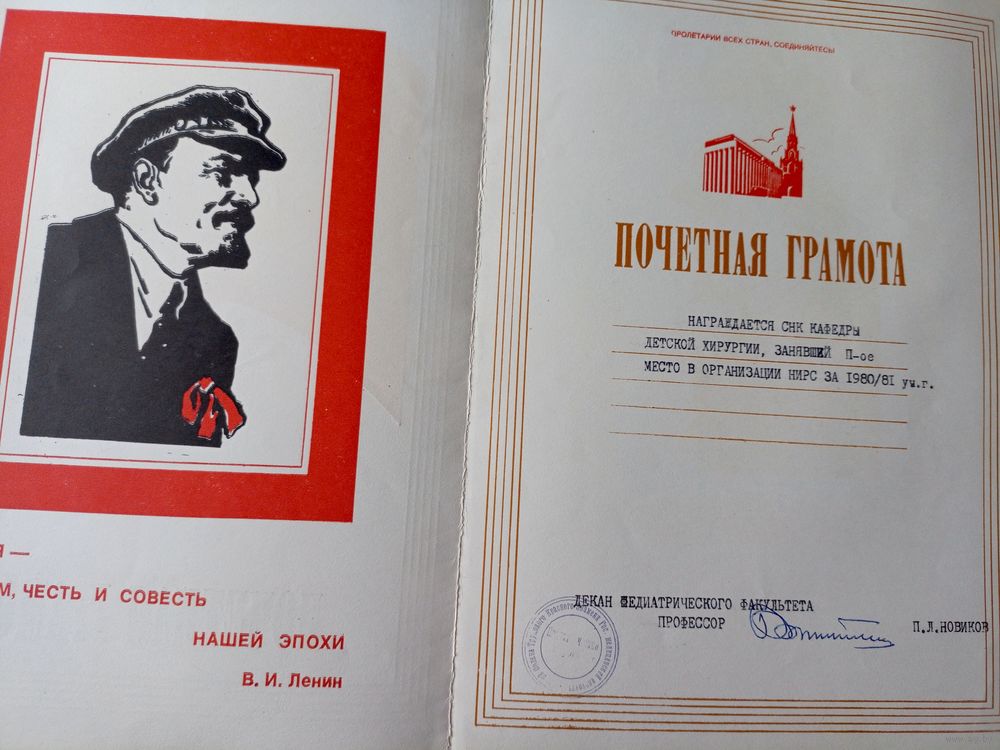 Я —
М, ЧЕСТЬ И СОВЕСТЬ
НАШЕЙ ЭПОХИ
В. И. Ленин
ПРОЛЕТАРИИ ВСЕХ СТРАН, СОЕДИНЯЙТЕСЬ
ПОЧЕТНАЯ ГРАМОТА
НАГРАЖДАЕТСЯ СНК КАФЕДРЫ
ДЕТСКОЙ ХИРУРГИИ, ЗАНЯВШИЙ П-ое
МЕСТО В ОРГАНИЗАЦИИ НИРС ЗА 1980/81 уч.г.
ДЕКАН ПЕДИАТРИЧЕСКОГО ФАКУЛЬТЕТА
ПРОФЕССОР
П.Л.НОВИКОВ